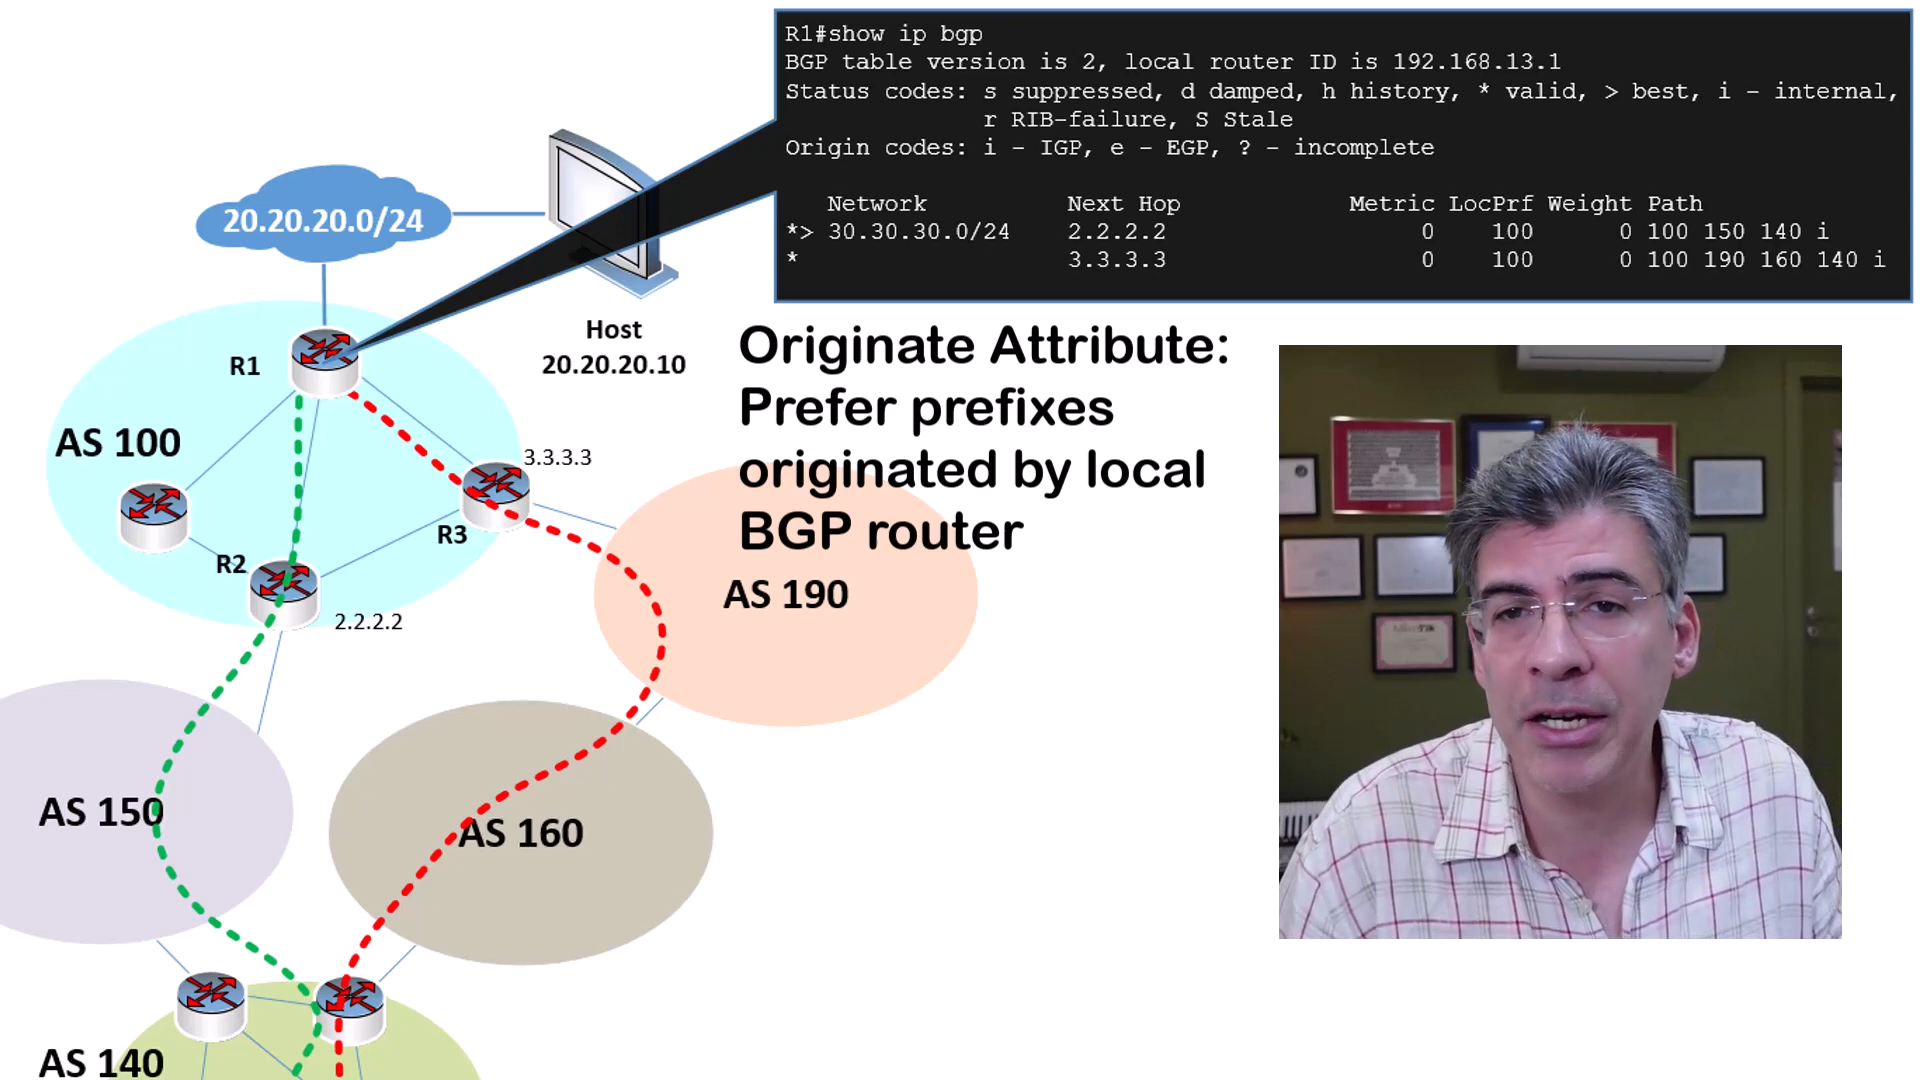 R1#show ip bgp
BGP table version is 2, local router ID is 192.168.13.1
Status codes: s suppressed, d damped, h history, * valid, > best, i - internal,
r RIB-failure, S Stale
Origin codes: i - IGP, e - EGP, ? - incomplete
Network Next Hop Metric LocPrf Weight Path
*> 30.30.30.0/24 2.2.2.2 0 100 0 100 150 140 i
* 3.3.3.3 0 100 0 100 190 160 140 i
20.20.20.0/24
Host
20.20.20.10
R1
AS 100
3.3.3.3
R3
R2
2.2.2.2
Originate Attribute:
Prefer prefixes
originated by local
BGP router
AS 190
AS 150
AS 160
AS 140